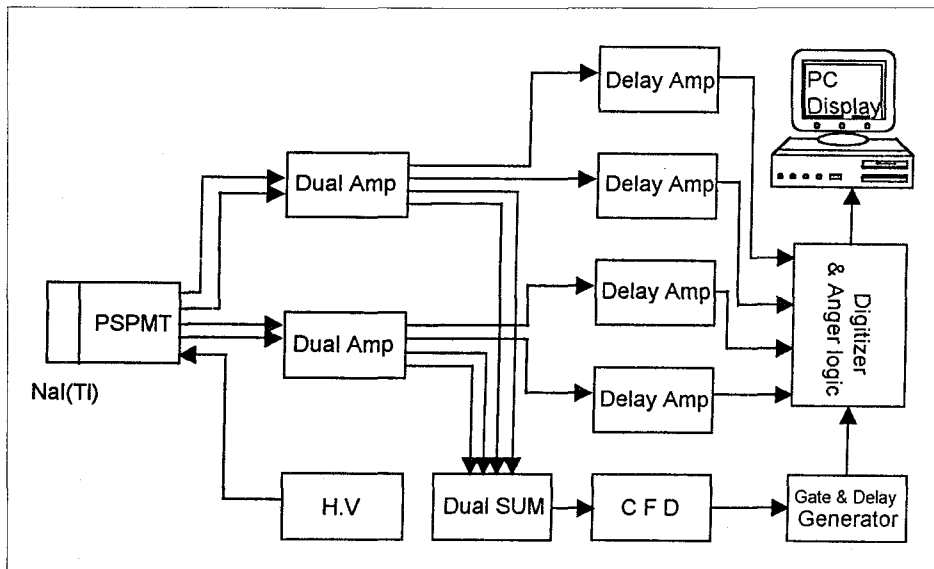 Delay Amp
PC
Display
Dual Amp
Delay Amp
PSPMT
NaI(Tl)
Dual Amp
Delay Amp
Digitizer
& Anger logic
Delay Amp
H.V
Dual SUM
C F D
Gate & Delay
Generator